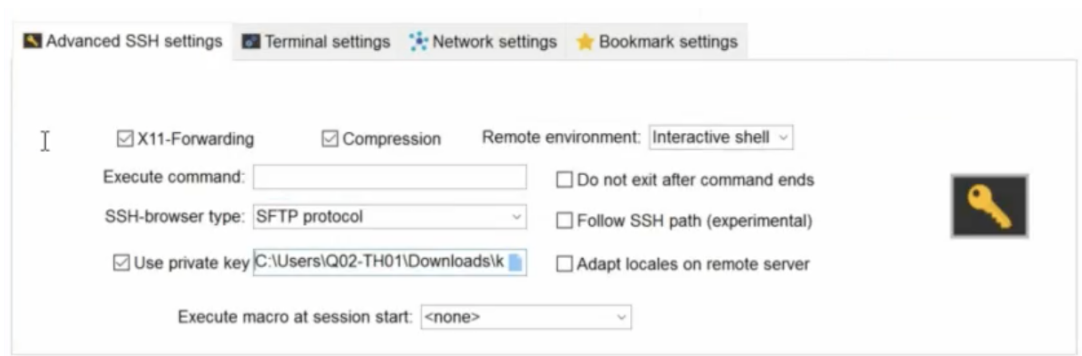 Advanced SSH settings Terminal settings Network settings Bookmark settings
X11-Forwarding Compression Remote environment: Interactive shell
Execute command: Do not exit after command ends
SSH-browser type: SFTP protocol Follow SSH path (experimental)
Use private key C:\Users\Q02-TH01\Downloads\k Adapt locales on remote server
Execute macro at session start: <none>